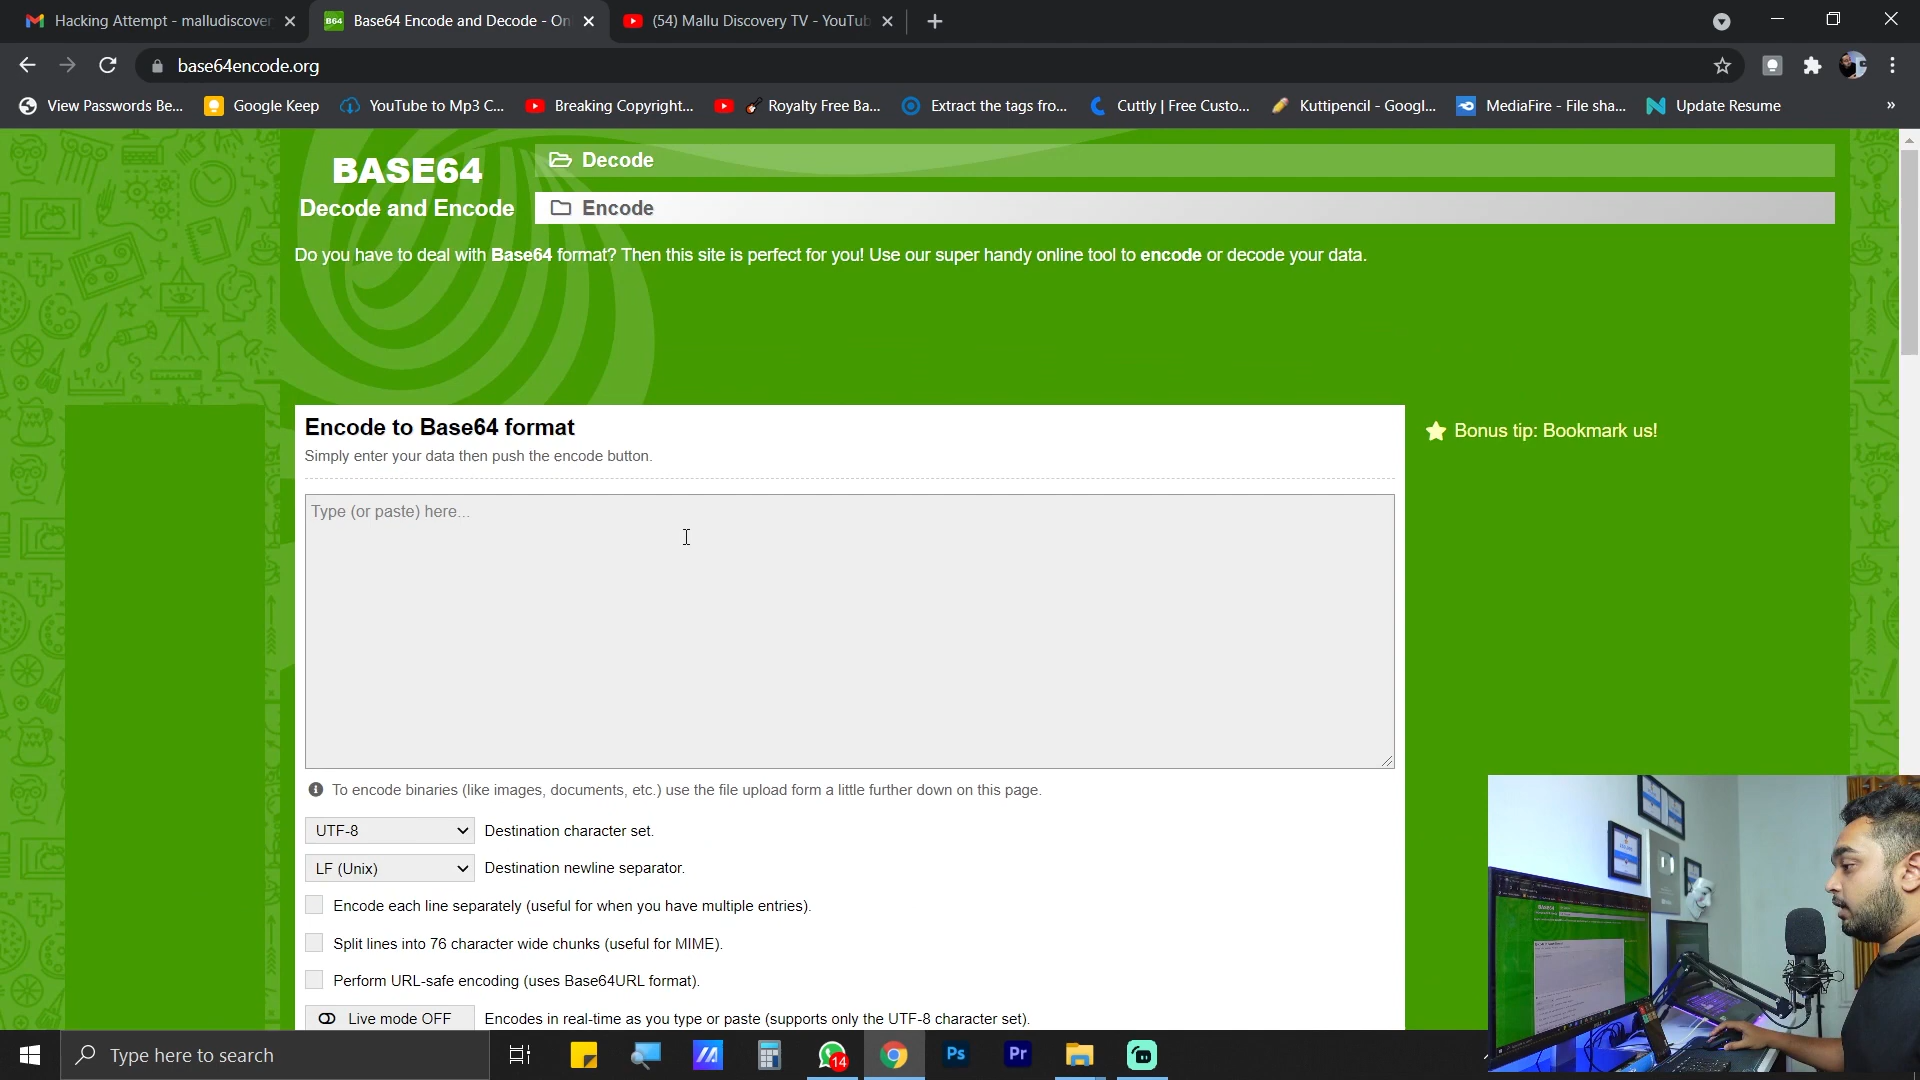 Hacking Attempt - malludiscover
B64
Base64 Encode and Decode - On
(54) Mallu Discovery TV - YouTub
base64encode.org
View Passwords Be...
Google Keep
YouTube to Mp3 C...
Breaking Copyright...
Royalty Free Ba...
Extract the tags fro...
Cuttly | Free Custo...
Kuttipencil - Googl...
MediaFire - File sha...
Update Resume
»
BASE64
Decode and Encode
Decode
Encode
Do you have to deal with Base64 format? Then this site is perfect for you! Use our super handy online tool to encode or decode your data.
Encode to Base64 format
Simply enter your data then push the encode button.
Bonus tip: Bookmark us!
Type (or paste) here...
To encode binaries (like images, documents, etc.) use the file upload form a little further down on this page.
UTF-8
Destination character set.
LF (Unix)
Destination newline separator.
Encode each line separately (useful for when you have multiple entries).
Split lines into 76 character wide chunks (useful for MIME).
Perform URL-safe encoding (uses Base64URL format).
Live mode OFF
Encodes in real-time as you type or paste (supports only the UTF-8 character set).
Type here to search
14
Ps
Pr